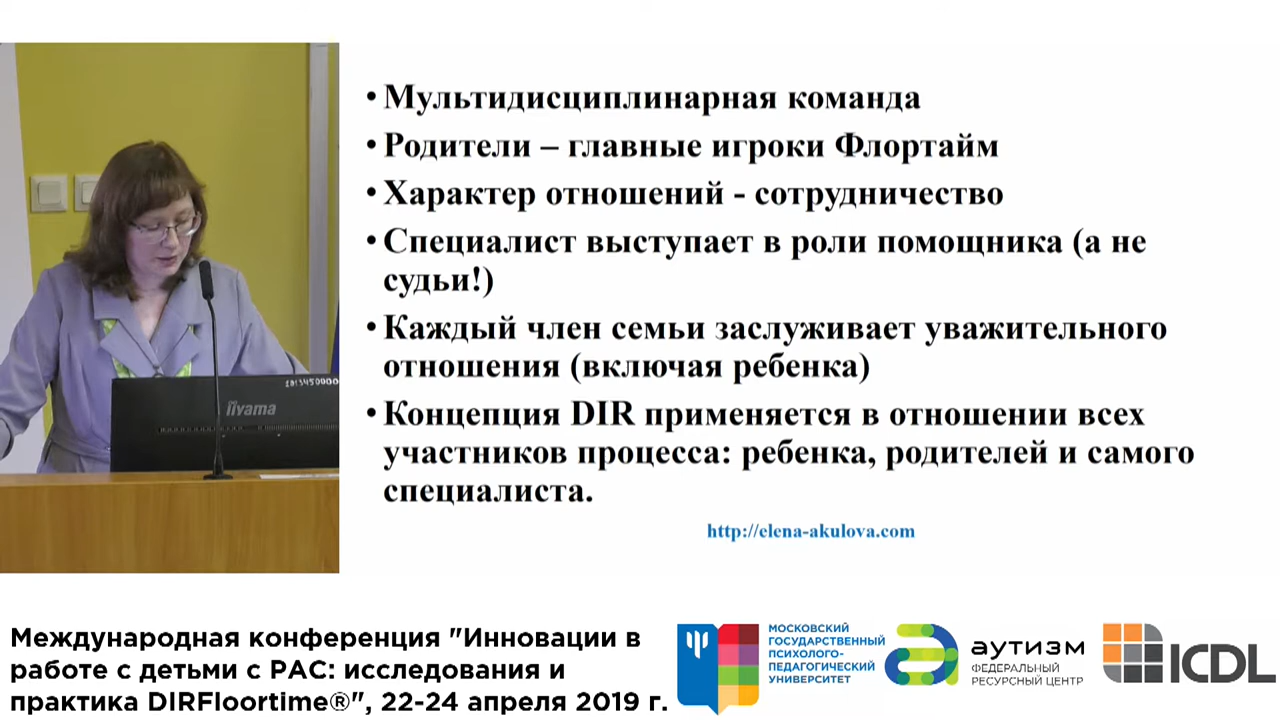 • Мультидисциплинарная команда
• Родители – главные игроки Флортайм
• Характер отношений - сотрудничество
• Специалист выступает в роли помощника (а не
судьи!)
• Каждый член семьи заслуживает уважительного
отношения (включая ребенка)
• Концепция DIR применяется в отношении всех
участников процесса: ребенка, родителей и самого
специалиста.
http://elena-akulova.com
iiyama
Международная конференция "Инновации в
работе с детьми с РАС: исследования и
практика DIRFloortime®", 22-24 апреля 2019 г.
МОСКОВСКИЙ
ГОСУДАРСТВЕННЫЙ
ПСИХОЛОГО-
ПЕДАГОГИЧЕСКИЙ
УНИВЕРСИТЕТ
аутизм
ФЕДЕРАЛЬНЫЙ
РЕСУРСНЫЙ ЦЕНТР
ICDL